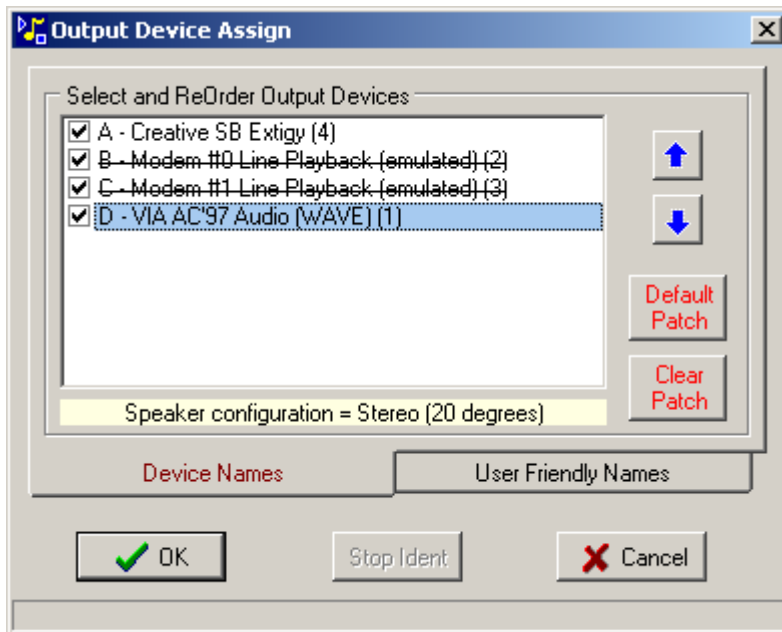 Output Device Assign
Select and ReOrder Output Devices
A - Creative SB Extigy (4)
B - Modem #0 Line Playback (emulated) (2)
C - Modem #1 Line Playback (emulated) (3)
D - VIA AC'97 Audio (WAVE) (1)
Default
Patch
Clear
Patch
Speaker configuration = Stereo (20 degrees)
Device Names
User Friendly Names
OK
Stop Ident
Cancel